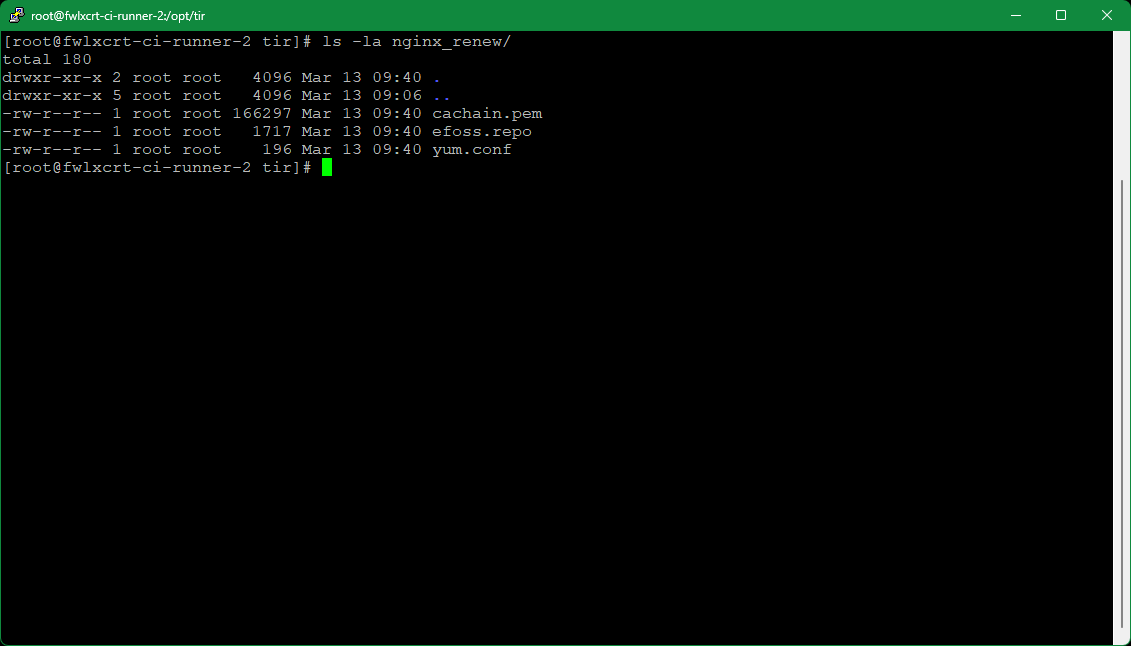 root@fwlxcrt-ci-runner-2:/opt/tir
[root@fwlxcrt-ci-runner-2 tir]# ls -la nginx_renew/
total 180
drwxr-xr-x 2 root root   4096 Mar 13 09:40 .
drwxr-xr-x 5 root root   4096 Mar 13 09:06 ..
-rw-r--r-- 1 root root 166297 Mar 13 09:40 cachain.pem
-rw-r--r-- 1 root root   1717 Mar 13 09:40 efoss.repo
-rw-r--r-- 1 root root    196 Mar 13 09:40 yum.conf
[root@fwlxcrt-ci-runner-2 tir]#